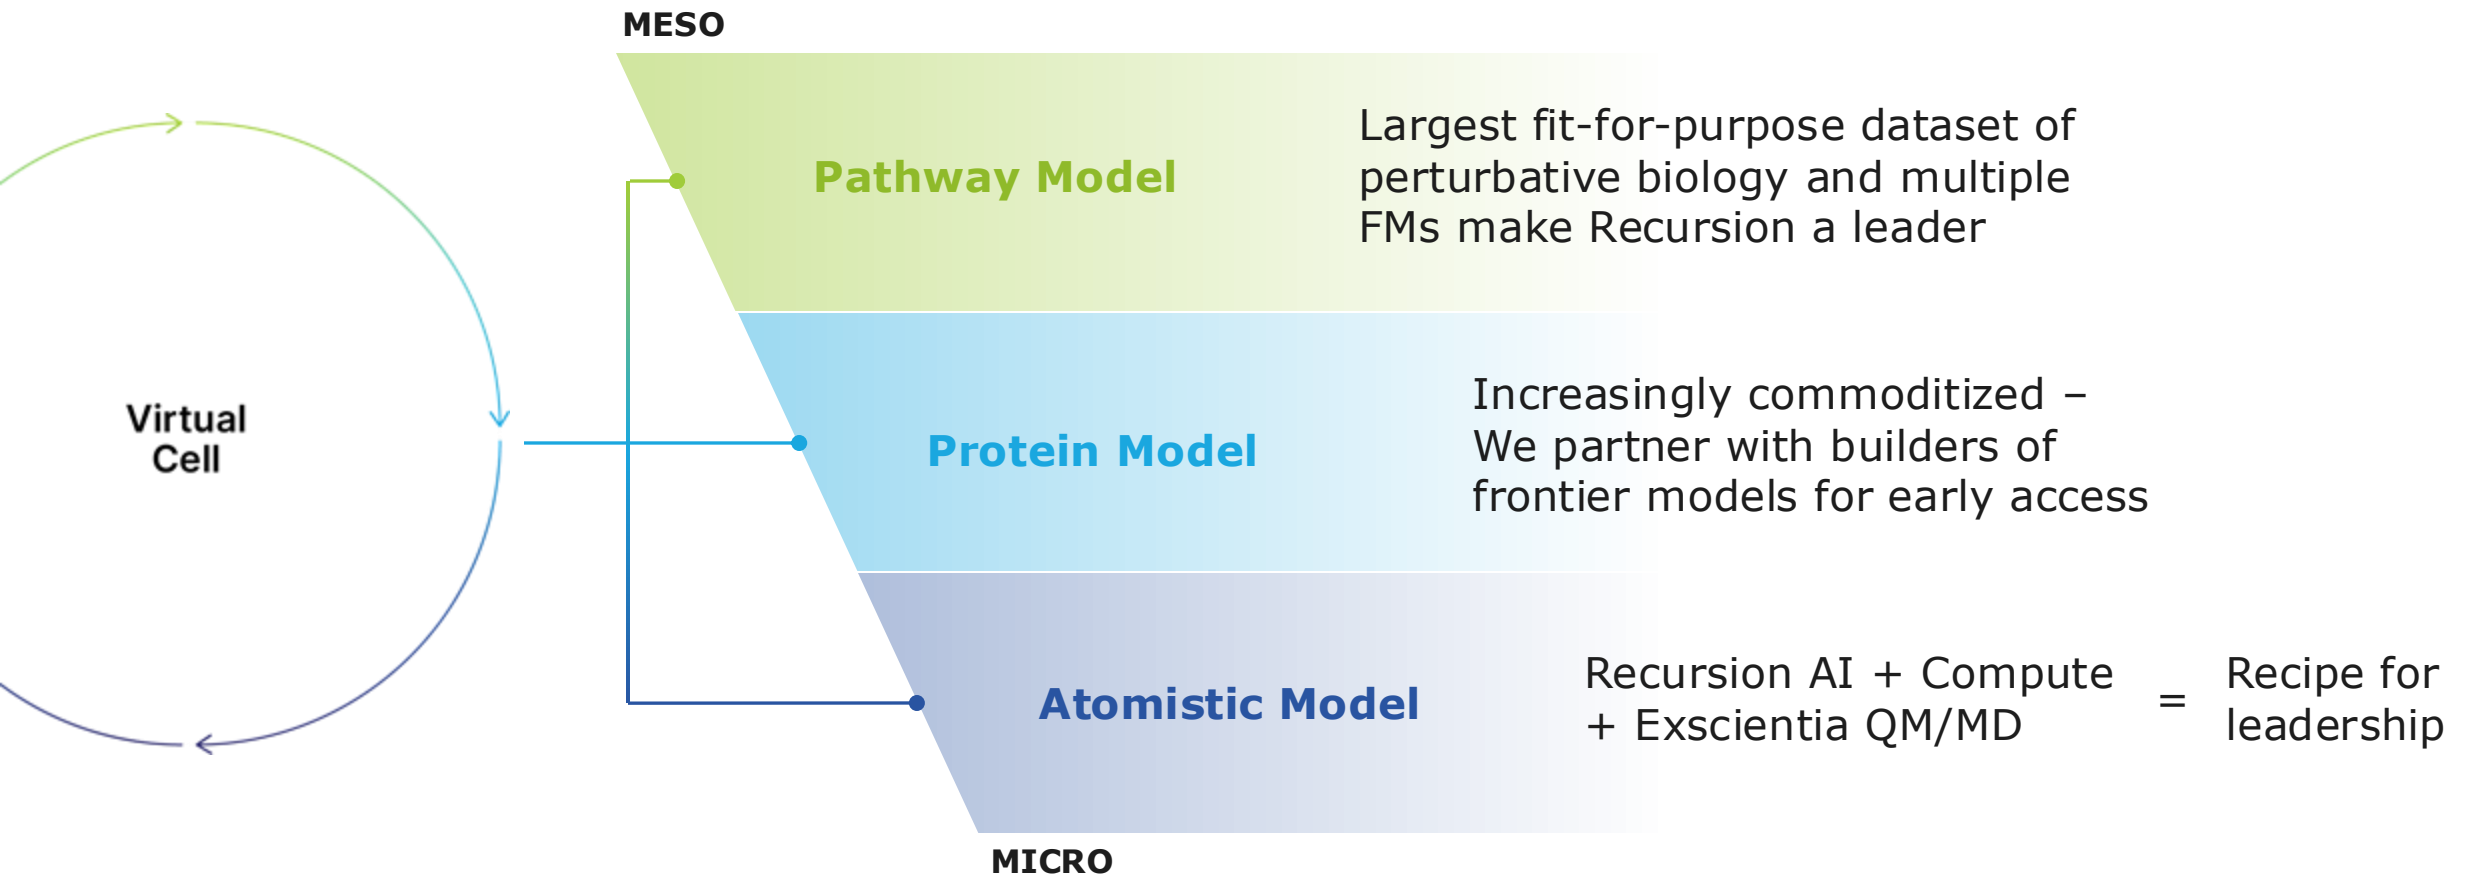 MESO
Pathway Model
Largest fit-for-purpose dataset of
perturbative biology and multiple
FMs make Recursion a leader
Virtual
Cell
Protein Model
Increasingly commoditized –
We partner with builders of
frontier models for early access
Atomistic Model
Recursion AI + Compute
+ Exscientia QM/MD
=
Recipe for
leadership
MICRO